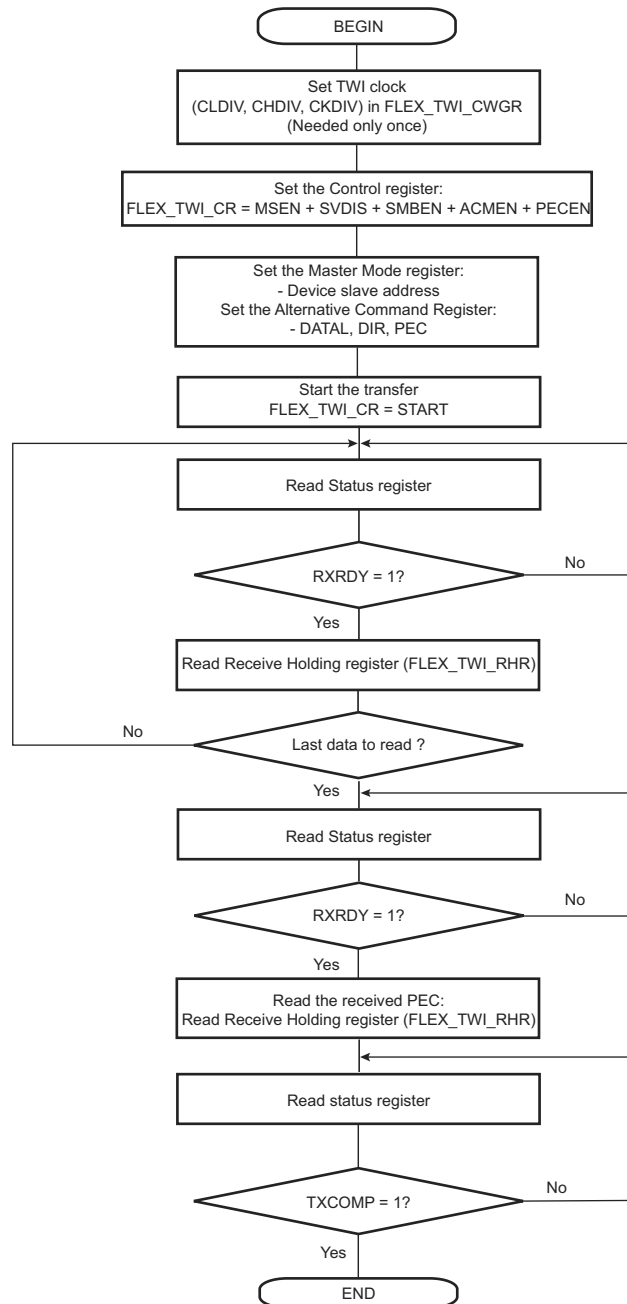 BEGIN
Set TWI clock
(CLDIV, CHDIV, CKDIV) in FLEX_TWI_CWGR
(Needed only once)
Set the Control register:
FLEX_TWI_CR = MSEN + SVDIS + SMBEN + ACMEN + PECEN
Set the Master Mode register:
- Device slave address
Set the Alternative Command Register:
- DATAL, DIR, PEC
Start the transfer
FLEX_TWI_CR = START
Read Status register
RXRDY = 1?
No
Yes
Read Receive Holding register (FLEX_TWI_RHR)
No
Last data to read ?
Yes
Read Status register
RXRDY = 1?
No
Yes
Read the received PEC:
Read Receive Holding register (FLEX_TWI_RHR)
Read status register
TXCOMP = 1?
No
Yes
END